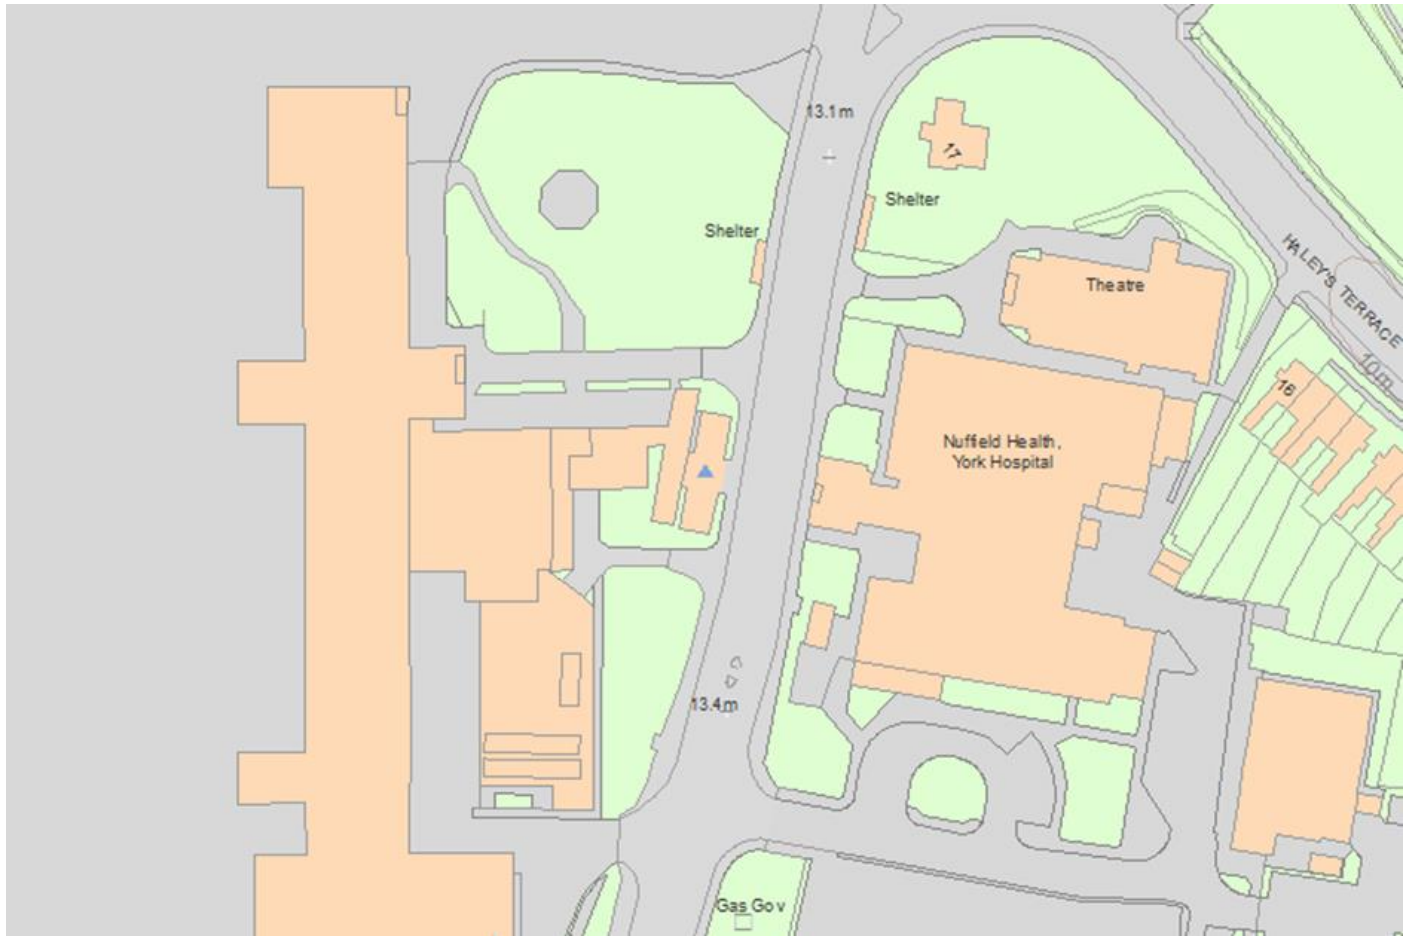 13.1m
17
Shelter
Shelter
HALEY'S TERRACE
Theatre
10m
16
Nuffield Health,
York Hospital
13.4m
Gas Gov